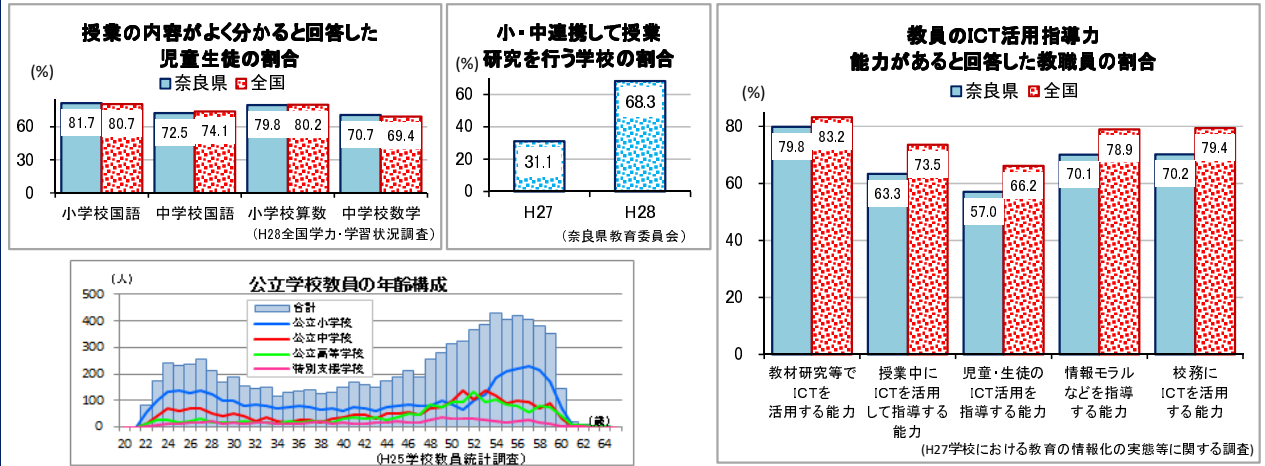 授業の内容がよく分かると回答した
児童生徒の割合
(%)
奈良県 全国
60
30
0
81.7 80.7 72.5 74.1 79.8 80.2 70.7 69.4
小学校国語 中学校国語 小学校算数 中学校数学
（H28全国学力・学習状況調査）
小・中連携して授業
研究を行う学校の割合
(%)
60
40
20
0
31.1 68.3
H27 H28
（奈良県教育委員会）
教員のICT活用指導力
能力があると回答した教職員の割合
(%)
奈良県 全国
80
60
40
20
0
79.8 83.2 63.3 73.5 57.0 66.2 70.1 78.9 70.2 79.4
教材研究等で
ICTを
活用する能力
授業中に
ICTを活用
して指導する
能力
児童・生徒の
ICT活用を
指導する能力
情報モラル
などを指導
する能力
校務に
ICTを活用
する能力
(H27学校における教育の情報化の実態等に関する調査)
（人）
公立学校教員の年齢構成
合計
公立小学校
公立中学校
公立高等学校
特別支援学校
500
400
300
200
100
0
20 22 24 26 28 30 32 34 36 38 40 42 44 46 48 50 52 54 56 58 60 62 64
（歳）
（H25学校教員統計調査）